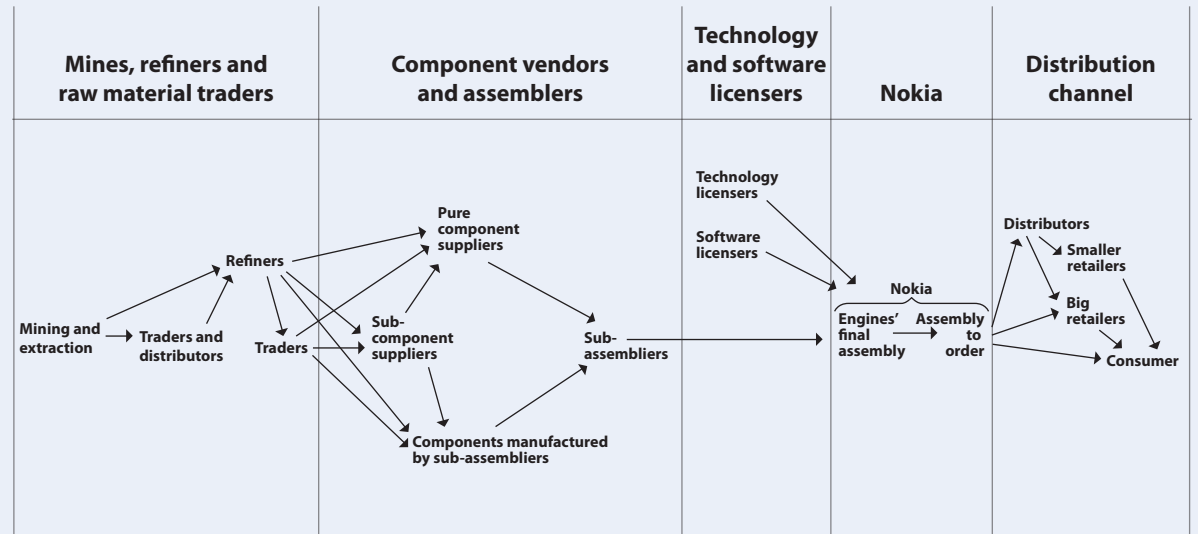 Mines, refiners and
raw material traders
Component vendors
and assemblers
Technology
and software
licensers
Nokia
Distribution
channel
Mining and
extraction
Traders and
distributors
Refiners
Traders
Pure
component
suppliers
Sub-
component
suppliers
Components manufactured
by sub-assembliers
Sub-
assembliers
Technology
licensers
Software
licensers
Nokia
Engines'
final
assembly
Assembly
to
order
Distributors
Smaller
retailers
Big
retailers
Consumer